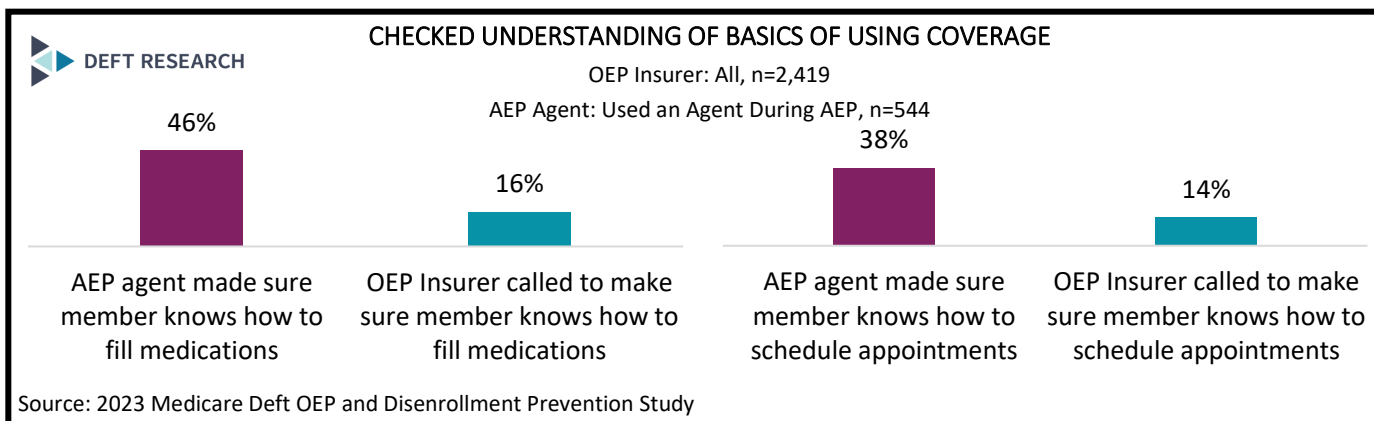 DEFT RESEARCH
CHECKED UNDERSTANDING OF BASICS OF USING COVERAGE
OEP Insurer: All, n=2,419
AEP Agent: Used an Agent During AEP, n=544
46%
16%
38%
14%
AEP agent made sure
member knows how to
fill medications
OEP Insurer called to make
sure member knows how to
fill medications
AEP agent made sure
member knows how to
schedule appointments
OEP Insurer called to make
sure member knows how to
schedule appointments
Source: 2023 Medicare Deft OEP and Disenrollment Prevention Study